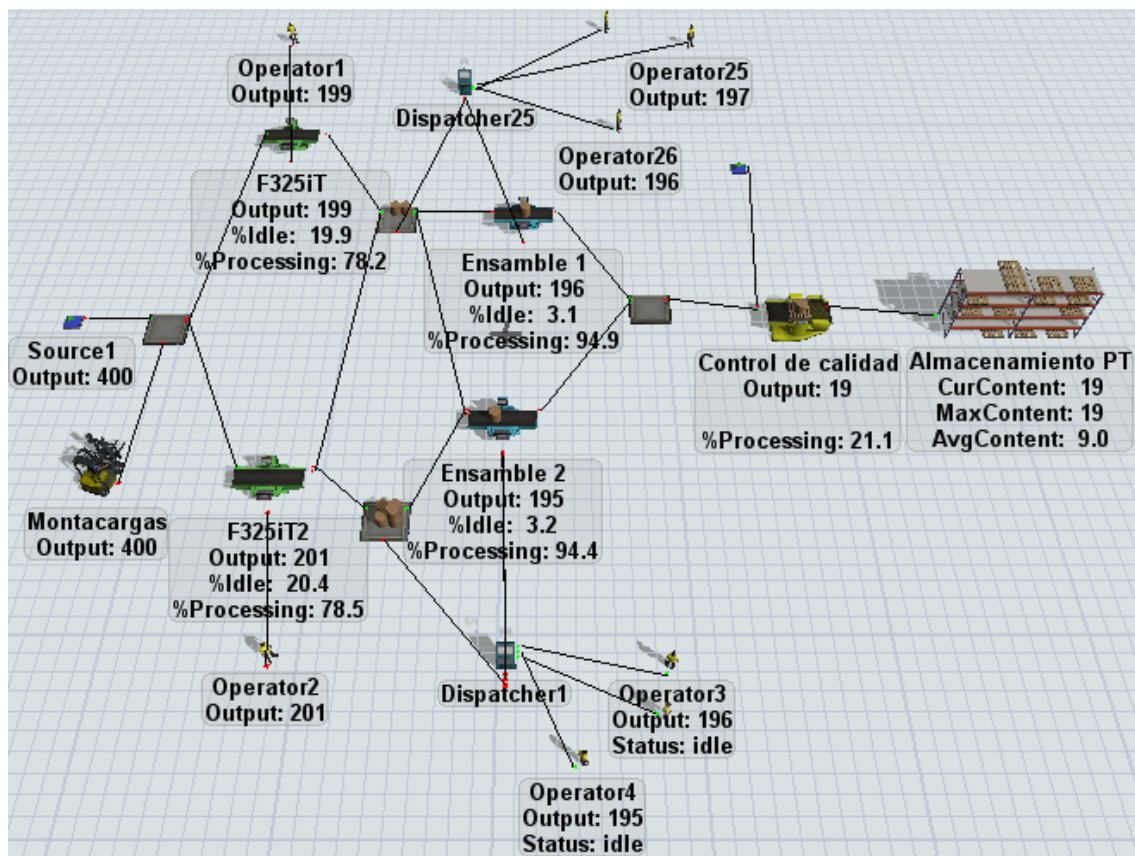 Operator1
Output: 199
Dispatcher25
Operator25
Output: 197
Operator26
Output: 196
F325iT
Output: 199
%Idle: 19.9
%Processing: 78.2
Ensamble 1
Output: 196
%Idle: 3.1
%Processing: 94.9
Source1
Output: 400
Control de calidad
Output: 19
%Processing: 21.1
Almacenamiento PT
CurContent: 19
MaxContent: 19
AvgContent: 9.0
Montacargas
Output: 400
F325iT2
Output: 201
%Idle: 20.4
%Processing: 78.5
Ensamble 2
Output: 195
%Idle: 3.2
%Processing: 94.4
Operator2
Output: 201
Dispatcher1
Operator3
Output: 196
Status: idle
Operator4
Output: 195
Status: idle